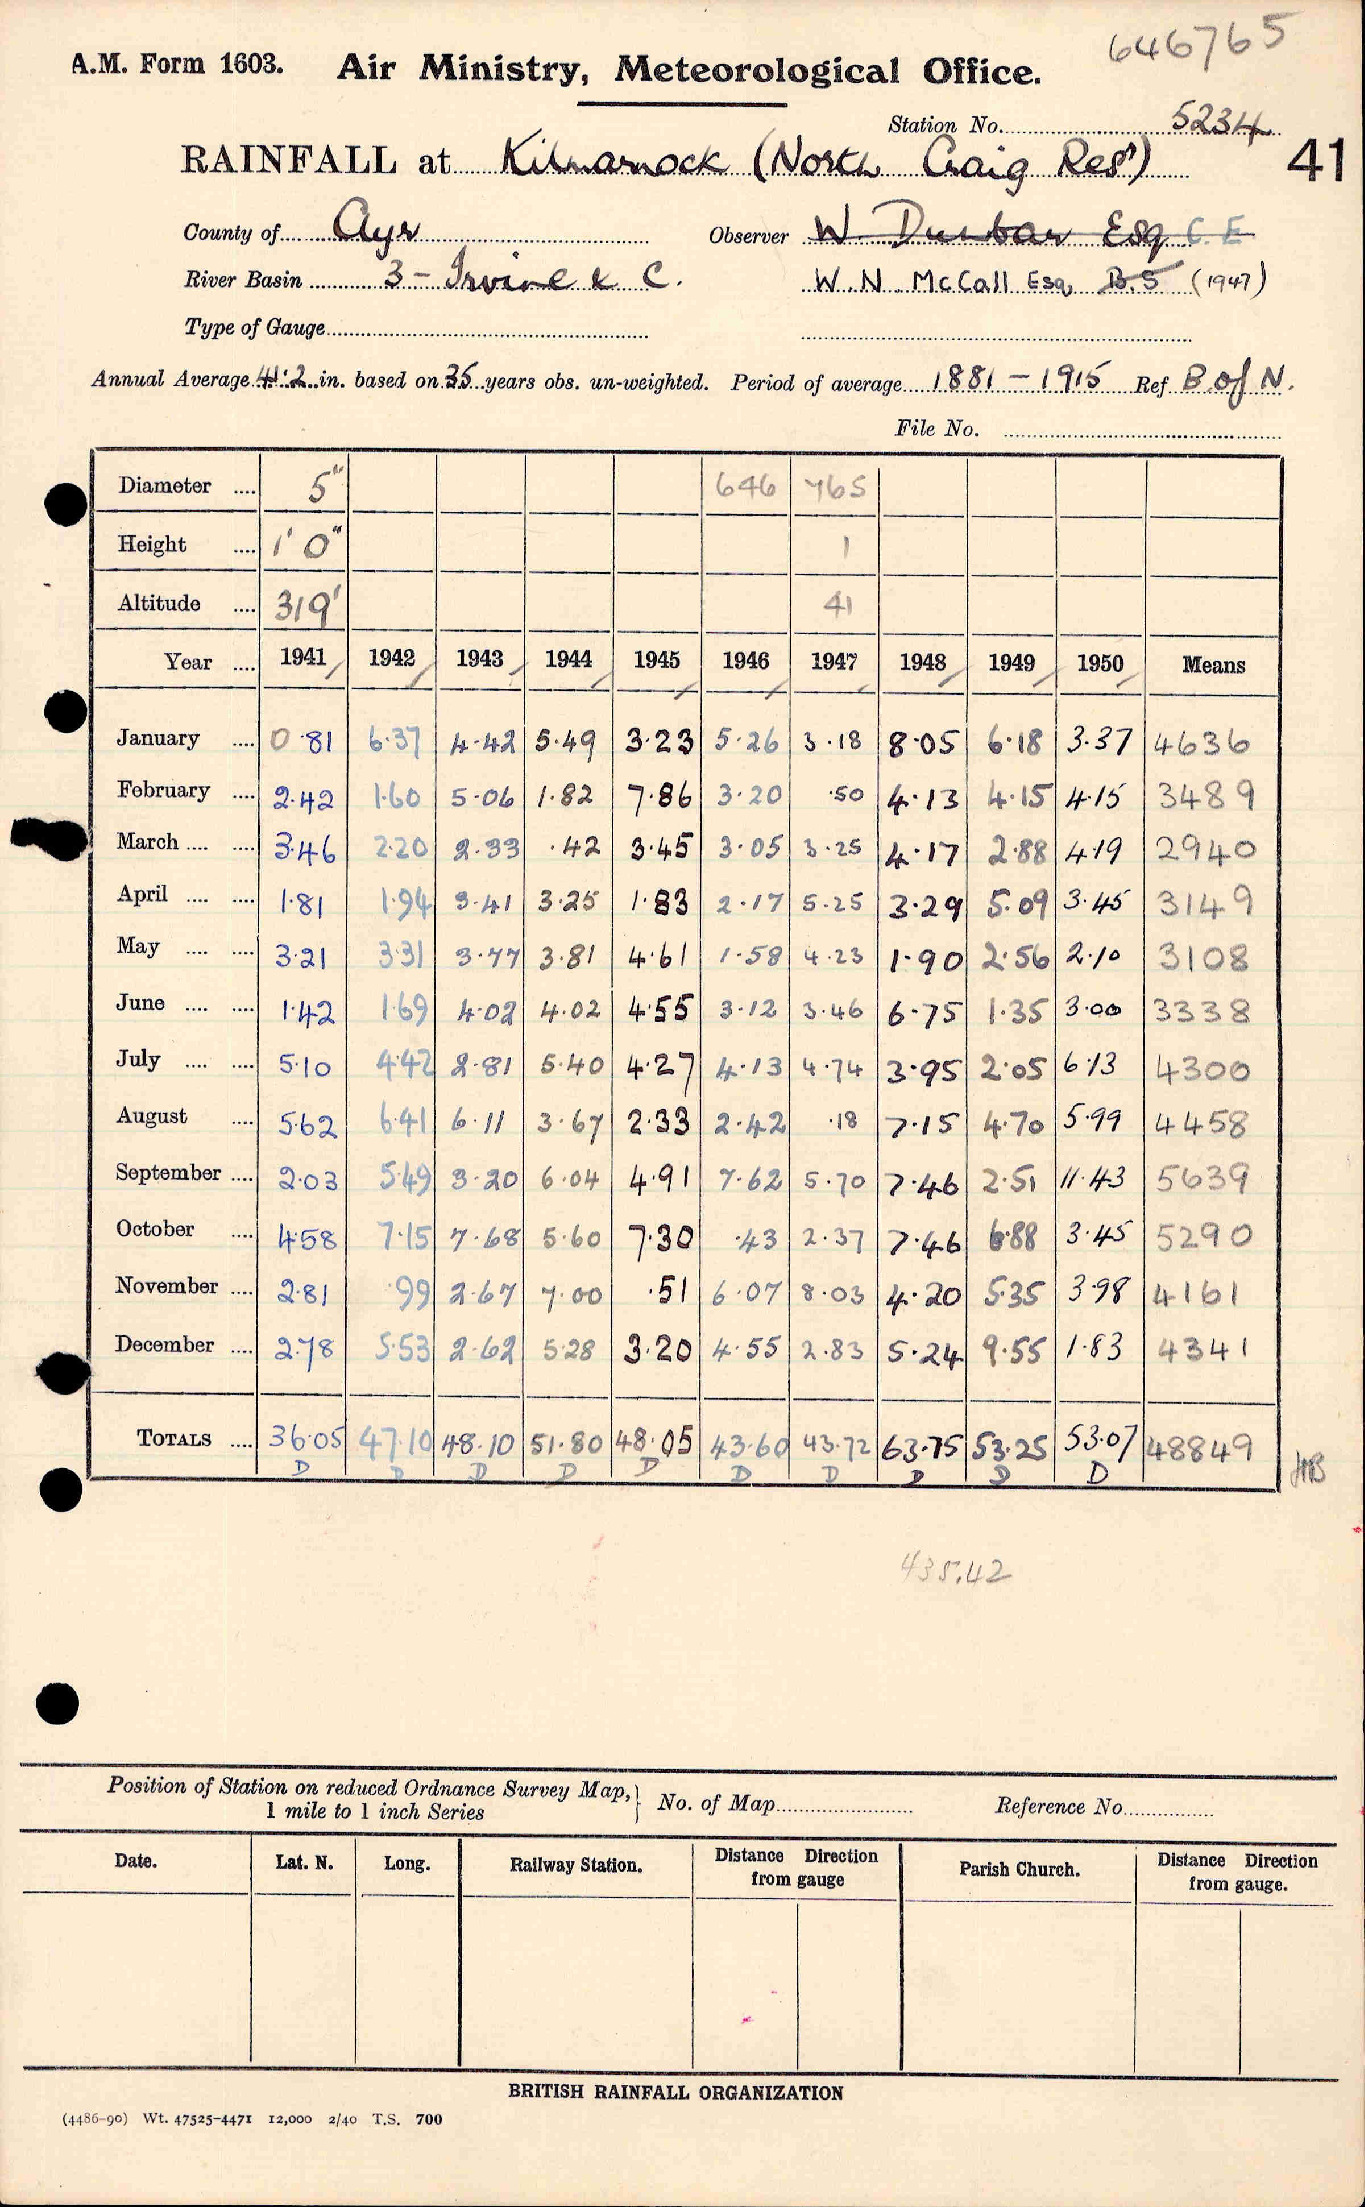 646765
A.M. Form 1603. Air Ministry, Meteorological Office.
Station No. 5234
RAINFALL at Kilmarnock (North Craig Resr) 41
County of Ayr Observer W. Dunbar Esq C.E
River Basin 3 - Irvine & C. W.N. McCall Esq, B.S (1947)
Type of Gauge
Annual Average 41.2 in. based on 35 years obs. un-weighted. Period of average 1881 - 1915 Ref B of N.
File No.
Diameter .... 5" 646 765
Height .... 1' 0" 1
Altitude .... 319' 41
Year .... 1941 1942 1943 1944 1945 1946 1947 1948 1949 1950 Means
January .... 0.81 6.37 4.42 5.49 3.23 5.26 3.18 8.05 6.18 3.37 4636
February .... 2.42 1.60 5.06 1.82 7.86 3.20 .50 4.13 4.15 4.15 3489
March .... .... 3.46 2.20 2.33 .42 3.45 3.05 3.25 4.17 2.88 4.19 2940
April .... .... 1.81 1.94 3.41 3.25 1.83 2.17 5.25 3.29 5.09 3.45 3149
May .... .... 3.21 3.31 3.77 3.81 4.61 1.58 4.23 1.90 2.56 2.10 3108
June .... .... 1.42 1.69 4.02 4.02 4.55 3.12 3.46 6.75 1.35 3.00 3338
July .... .... 5.10 4.42 2.81 5.40 4.27 4.13 4.74 3.95 2.05 6.13 4300
August .... 5.62 6.41 6.11 3.67 2.33 2.42 .18 7.15 4.70 5.99 4458
September .... 2.03 5.49 3.20 6.04 4.91 7.62 5.70 7.46 2.51 11.43 5639
October .... 4.58 7.15 7.68 5.60 7.30 .43 2.37 7.46 6.88 3.45 5290
November .... 2.81 .99 2.67 7.00 .51 6.07 8.03 4.20 5.35 3.98 4161
December .... 2.78 5.53 2.62 5.28 3.20 4.55 2.83 5.24 9.55 1.83 4341
TOTALS .... 36.05 47.10 48.10 51.80 48.05 43.60 43.72 63.75 53.25 53.07 48849
D D D D D D D D D D
435.42
Position of Station on reduced Ordnance Survey Map,
1 mile to 1 inch Series
No. of Map Reference No.
Date. Lat. N. Long. Railway Station. Distance from gauge Direction Parish Church. Distance Direction from gauge.
BRITISH RAINFALL ORGANIZATION
(4486-90) Wt. 47525-4471 12,000 2/40 T.S. 700